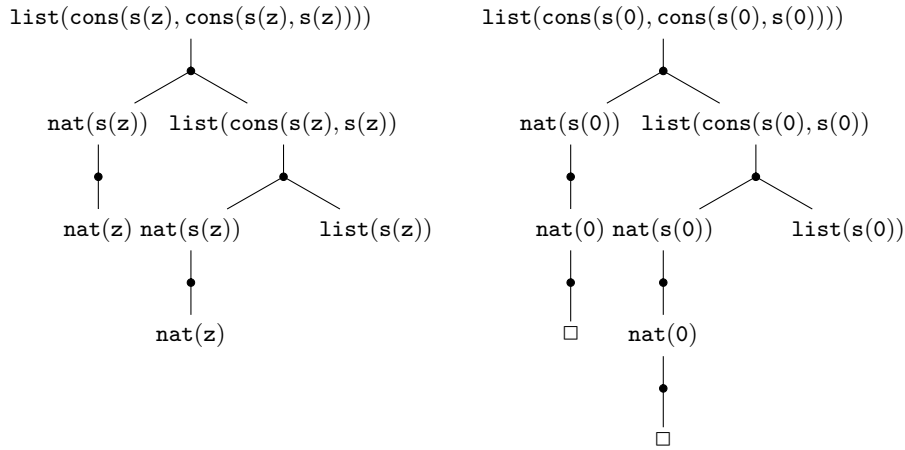 list(cons(s(z), cons(s(z), s(z))))	list(cons(s(0), cons(s(0), s(0))))
nat(s(z)) list(cons(s(z), s(z)) nat(s(0)) list(cons(s(0), s(0))
nat(z) nat(s(z)) list(s(z)) nat(0) nat(s(0)) list(s(0))
nat(z) nat(0)